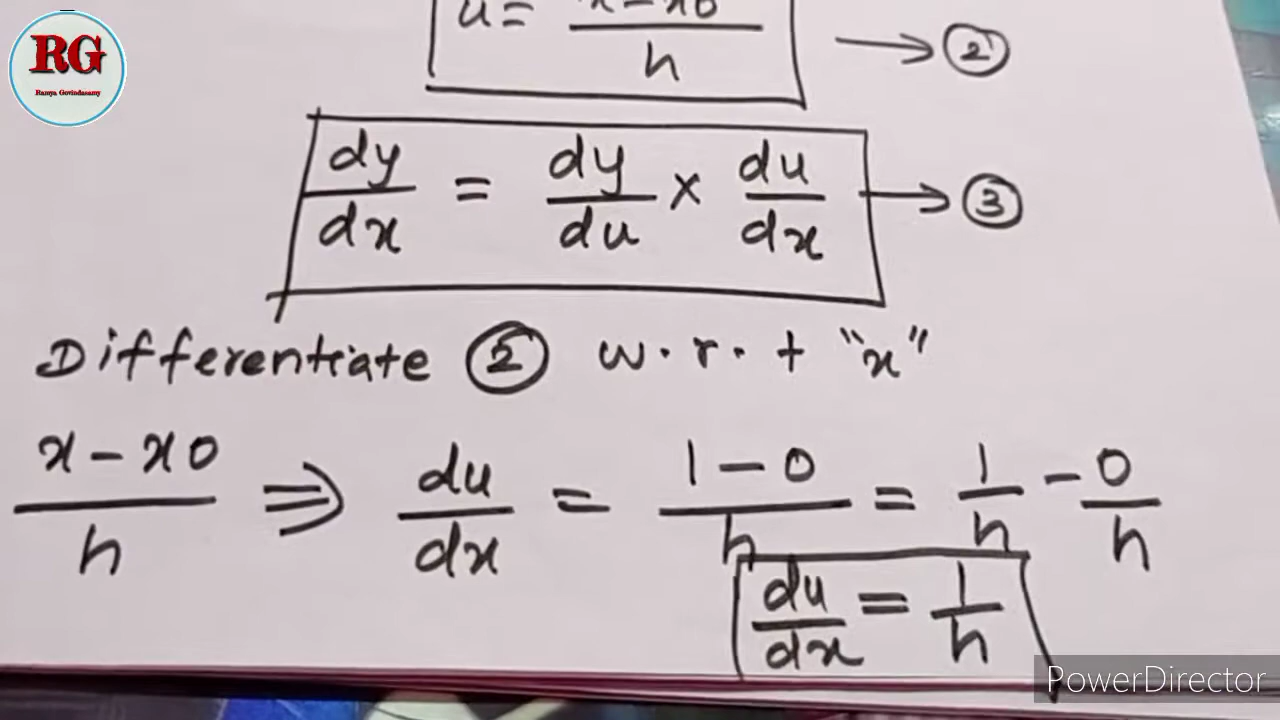 RG
Ramya Govindasamy
u = x - x0 / h → ②
dy/dx = dy/du × du/dx → ③
Differentiate ② w.r.t "x"
x - x0 / h ⇒ du/dx = 1 - 0 / h = 1/h - 0/h
du/dx = 1/h
PowerDirector